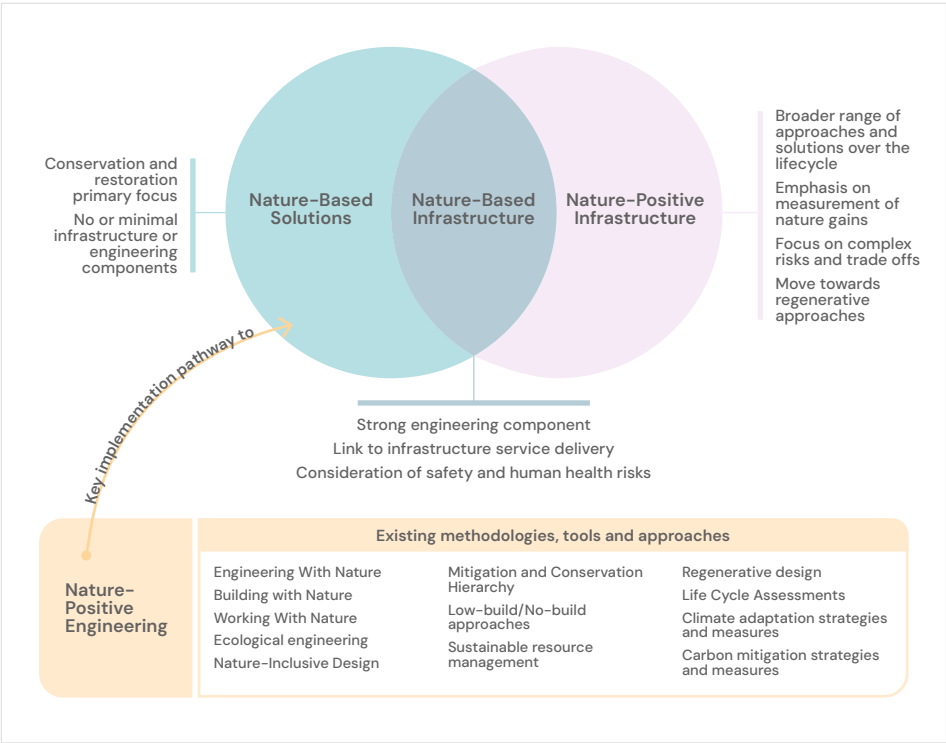 Conservation and
restoration
primary focus
No or minimal
infrastructure or
engineering
components
Nature-Based
Solutions
Nature-Based
Infrastructure
Nature-Positive
Infrastructure
Broader range of
approaches and
solutions over the
lifecycle
Emphasis on
measurement of
nature gains
Focus on complex
risks and trade offs
Move towards
regenerative
approaches
Key implementation pathway to
Strong engineering component
Link to infrastructure service delivery
Consideration of safety and human health risks
Nature-
Positive
Engineering
Existing methodologies, tools and approaches
Engineering With Nature
Building with Nature
Working With Nature
Ecological engineering
Nature-Inclusive Design
Mitigation and Conservation
Hierarchy
Low-build/No-build
approaches
Sustainable resource
management
Regenerative design
Life Cycle Assessments
Climate adaptation strategies
and measures
Carbon mitigation strategies
and measures